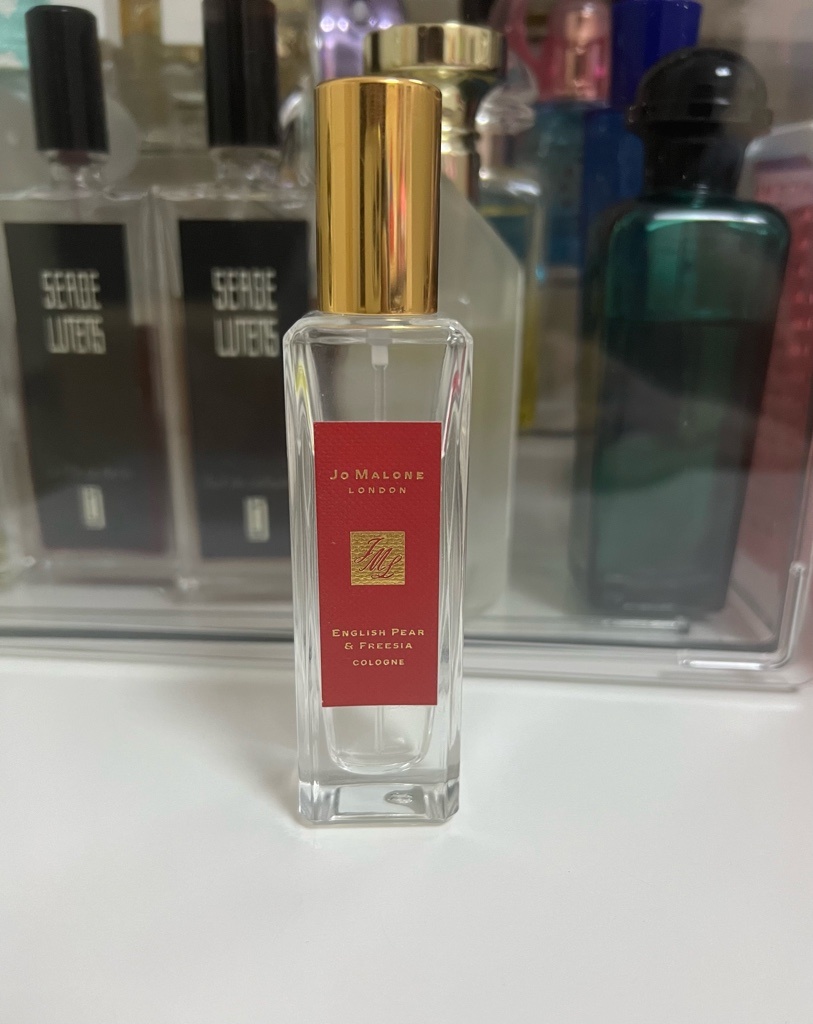 SERGE
LUTENS
SERGE
LUTENS
JO MALONE
LONDON
JML
ENGLISH PEAR
& FREESIA
COLOGNE